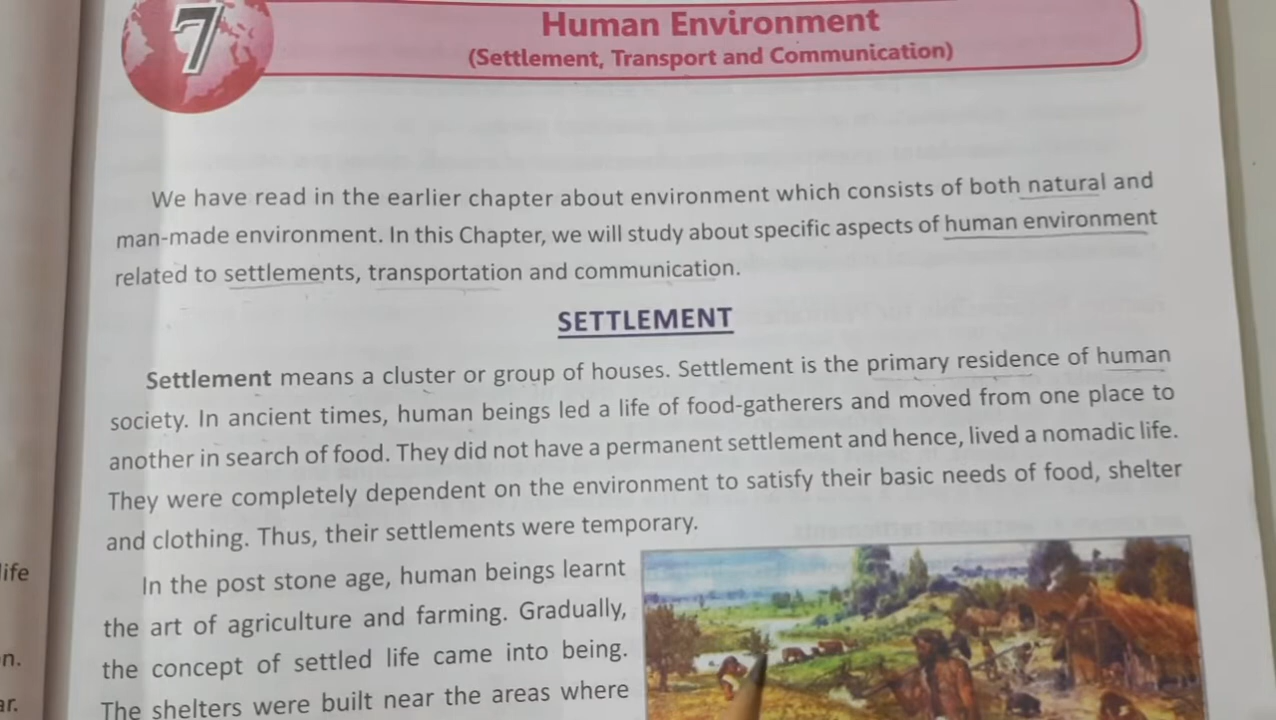 7
Human Environment
(Settlement, Transport and Communication)
We have read in the earlier chapter about environment which consists of both natural and
man-made environment. In this Chapter, we will study about specific aspects of human environment
related to settlements, transportation and communication.
SETTLEMENT
Settlement means a cluster or group of houses. Settlement is the primary residence of human
society. In ancient times, human beings led a life of food-gatherers and moved from one place to
another in search of food. They did not have a permanent settlement and hence, lived a nomadic life.
They were completely dependent on the environment to satisfy their basic needs of food, shelter
and clothing. Thus, their settlements were temporary.
In the post stone age, human beings learnt
the art of agriculture and farming. Gradually,
the concept of settled life came into being.
The shelters were built near the areas where
life
n.
ar.